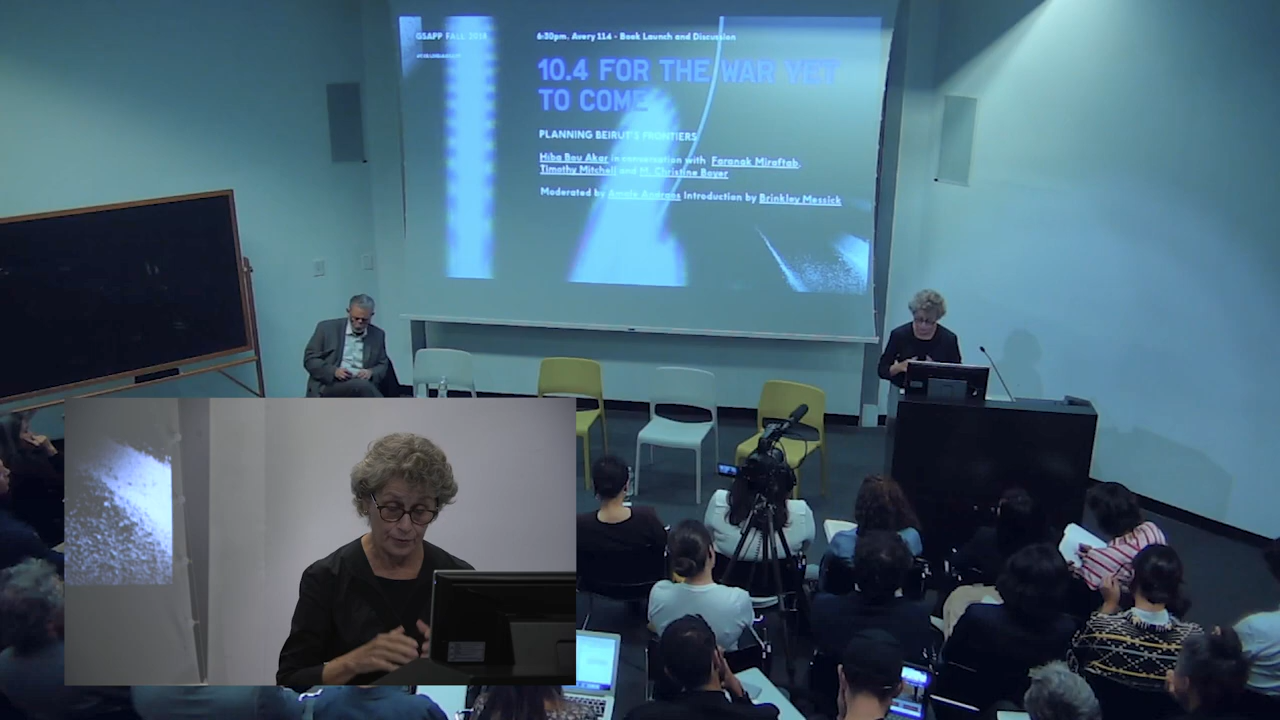 GSAPP FALL 2018
6:30pm, Avery 114 - Book Launch and Discussion
10.4 FOR THE WAR YET
TO COME
PLANNING BEIRUT'S FRONTIERS
Hiba Bou Akar in conversation with Faranak Miraftab,
Timothy Mitchell and M. Christine Boyer
Moderated by Amale Andraos Introduction by Brinkley Messick